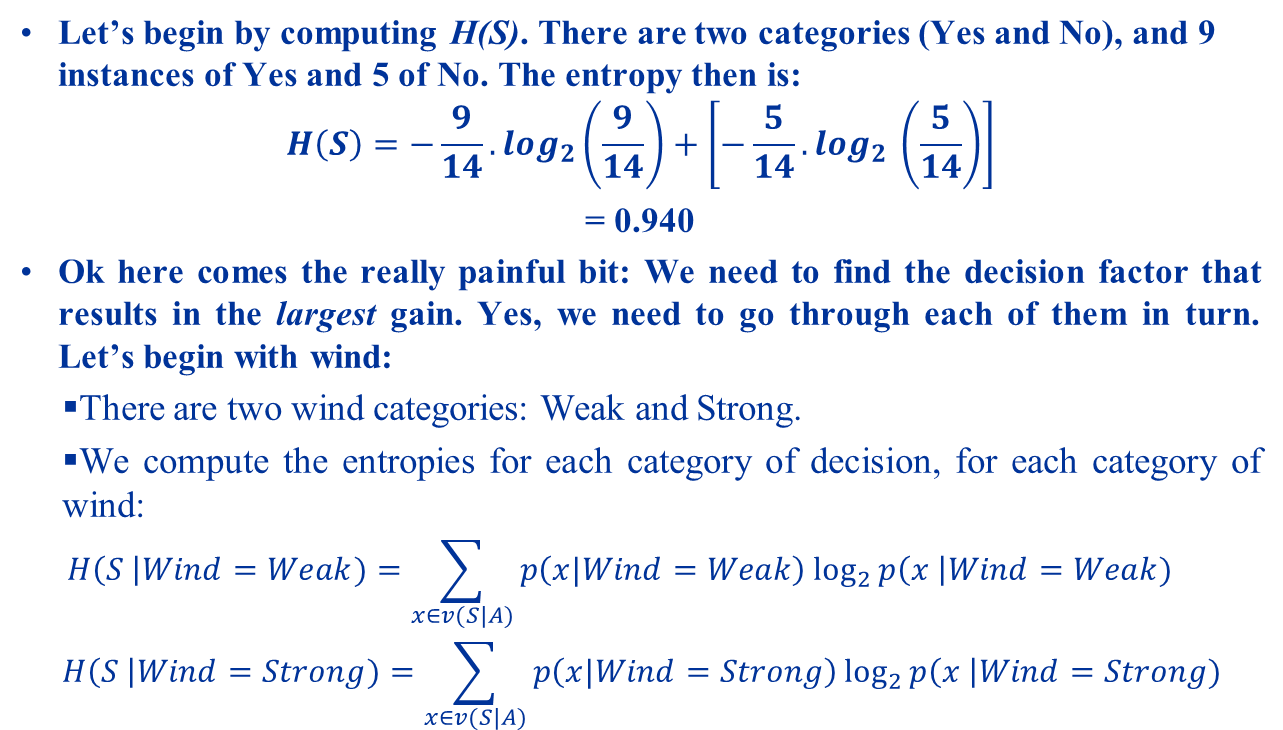 • Let’s begin by computing H(S). There are two categories (Yes and No), and 9
instances of Yes and 5 of No. The entropy then is:
H(S) = − 9/14 . log₂ (9/14) + [− 5/14 . log₂ (5/14)]
= 0.940
• Ok here comes the really painful bit: We need to find the decision factor that
results in the largest gain. Yes, we need to go through each of them in turn.
Let’s begin with wind:
▪There are two wind categories: Weak and Strong.
▪We compute the entropies for each category of decision, for each category of
wind:
H(S |Wind = Weak) = ∑ x∈v(S|A) p(x|Wind = Weak) log₂ p(x |Wind = Weak)
H(S |Wind = Strong) = ∑ x∈v(S|A) p(x|Wind = Strong) log₂ p(x |Wind = Strong)